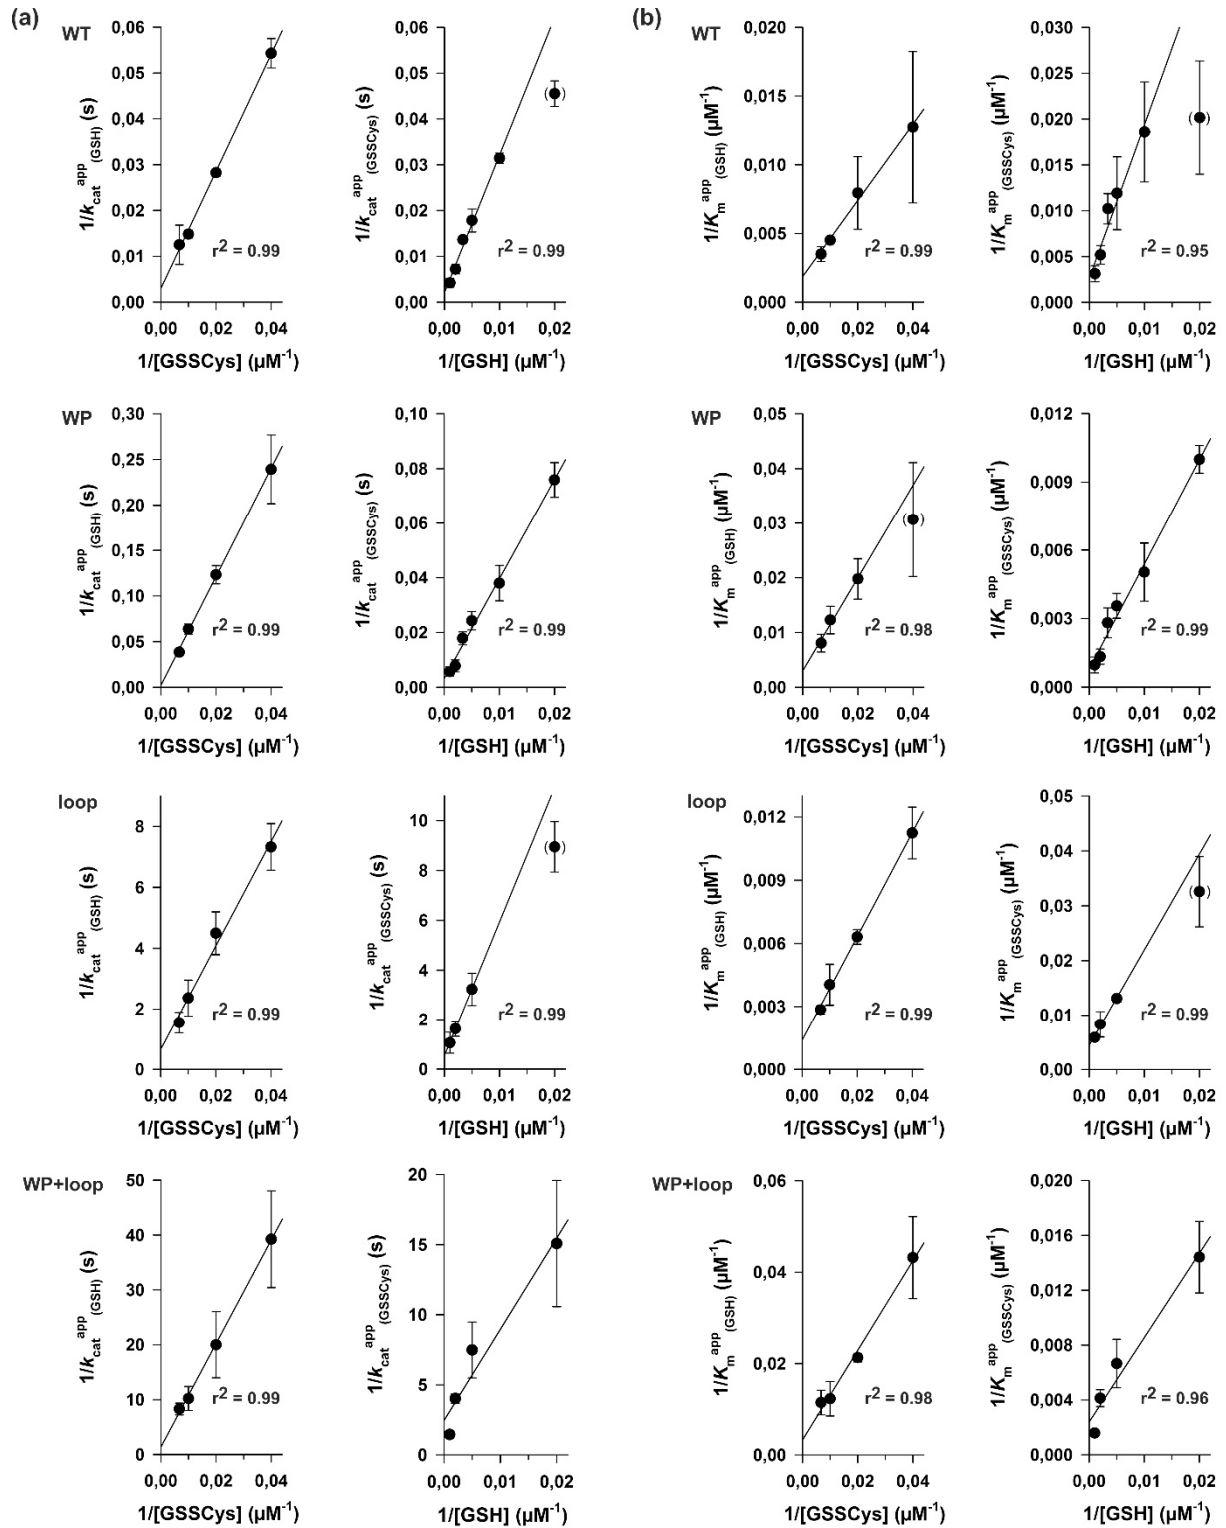 (a)
WT
0,06
0,05
0,04
0,03
0,02
0,01
0,00
1/kcat^app (GSH) (s)
r² = 0.99
0,00 0,02 0,04
1/[GSSCys] (µM⁻¹)
0,06
0,05
0,04
0,03
0,02
0,01
0,00
1/kcat^app (GSSCys) (s)
( )
r² = 0.99
0,00 0,01 0,02
1/[GSH] (µM⁻¹)
(b)
WT
0,020
0,015
0,010
0,005
0,000
1/Km^app (GSH) (µM⁻¹)
r² = 0.99
0,00 0,02 0,04
1/[GSSCys] (µM⁻¹)
0,030
0,025
0,020
0,015
0,010
0,005
0,000
1/Km^app (GSSCys) (µM⁻¹)
( )
r² = 0.95
0,00 0,01 0,02
1/[GSH] (µM⁻¹)
WP
0,30
0,25
0,20
0,15
0,10
0,05
0,00
1/kcat^app (GSH) (s)
r² = 0.99
0,00 0,02 0,04
1/[GSSCys] (µM⁻¹)
0,10
0,08
0,06
0,04
0,02
0,00
1/kcat^app (GSSCys) (s)
r² = 0.99
0,00 0,01 0,02
1/[GSH] (µM⁻¹)
WP
0,05
0,04
0,03
0,02
0,01
0,00
1/Km^app (GSH) (µM⁻¹)
( )
r² = 0.98
0,00 0,02 0,04
1/[GSSCys] (µM⁻¹)
0,012
0,009
0,006
0,003
0,000
1/Km^app (GSSCys) (µM⁻¹)
r² = 0.99
0,00 0,01 0,02
1/[GSH] (µM⁻¹)
loop
8
6
4
2
0
1/kcat^app (GSH) (s)
r² = 0.99
0,00 0,02 0,04
1/[GSSCys] (µM⁻¹)
10
8
6
4
2
0
1/kcat^app (GSSCys) (s)
( )
r² = 0.99
0,00 0,01 0,02
1/[GSH] (µM⁻¹)
loop
0,012
0,009
0,006
0,003
0,000
1/Km^app (GSH) (µM⁻¹)
r² = 0.99
0,00 0,02 0,04
1/[GSSCys] (µM⁻¹)
0,05
0,04
0,03
0,02
0,01
0,00
1/Km^app (GSSCys) (µM⁻¹)
( )
r² = 0.99
0,00 0,01 0,02
1/[GSH] (µM⁻¹)
WP+loop
50
40
30
20
10
0
1/kcat^app (GSH) (s)
r² = 0.99
0,00 0,02 0,04
1/[GSSCys] (µM⁻¹)
20
15
10
5
0
1/kcat^app (GSSCys) (s)
0,00 0,01 0,02
1/[GSH] (µM⁻¹)
WP+loop
0,06
0,04
0,02
0,00
1/Km^app (GSH) (µM⁻¹)
r² = 0.98
0,00 0,02 0,04
1/[GSSCys] (µM⁻¹)
0,020
0,016
0,012
0,008
0,004
0,000
1/Km^app (GSSCys) (µM⁻¹)
r² = 0.96
0,00 0,01 0,02
1/[GSH] (µM⁻¹)